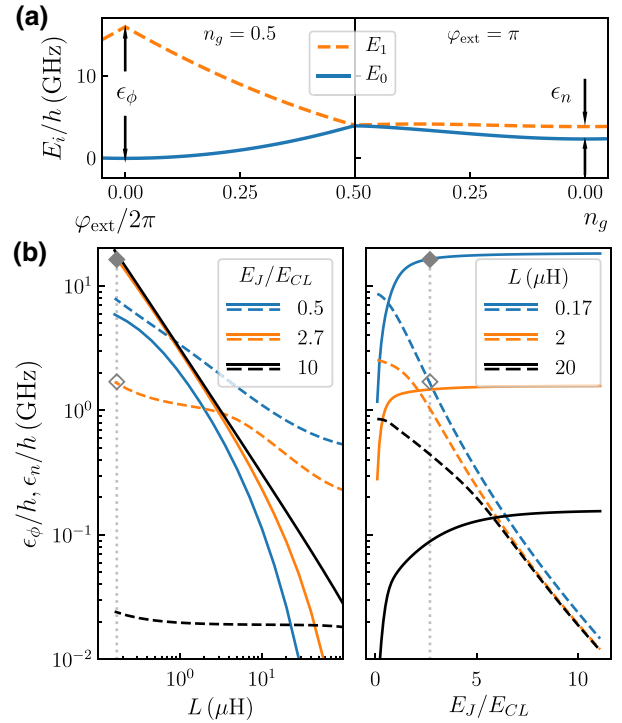 (a)
n_g = 0.5
φ_ext = π
E_1
E_0
ϵ_ϕ
ϵ_n
E_i/h (GHz)
10
0
0.00 0.25 0.50 0.25 0.00
φ_ext/2π
n_g
(b)
E_J/E_CL
0.5
2.7
10
L (μH)
0.17
2
20
ϵ_ϕ/h, ϵ_n/h (GHz)
10^1
10^0
10^−1
10^−2
10^0 10^1
L (μH)
0 5 10
E_J/E_CL